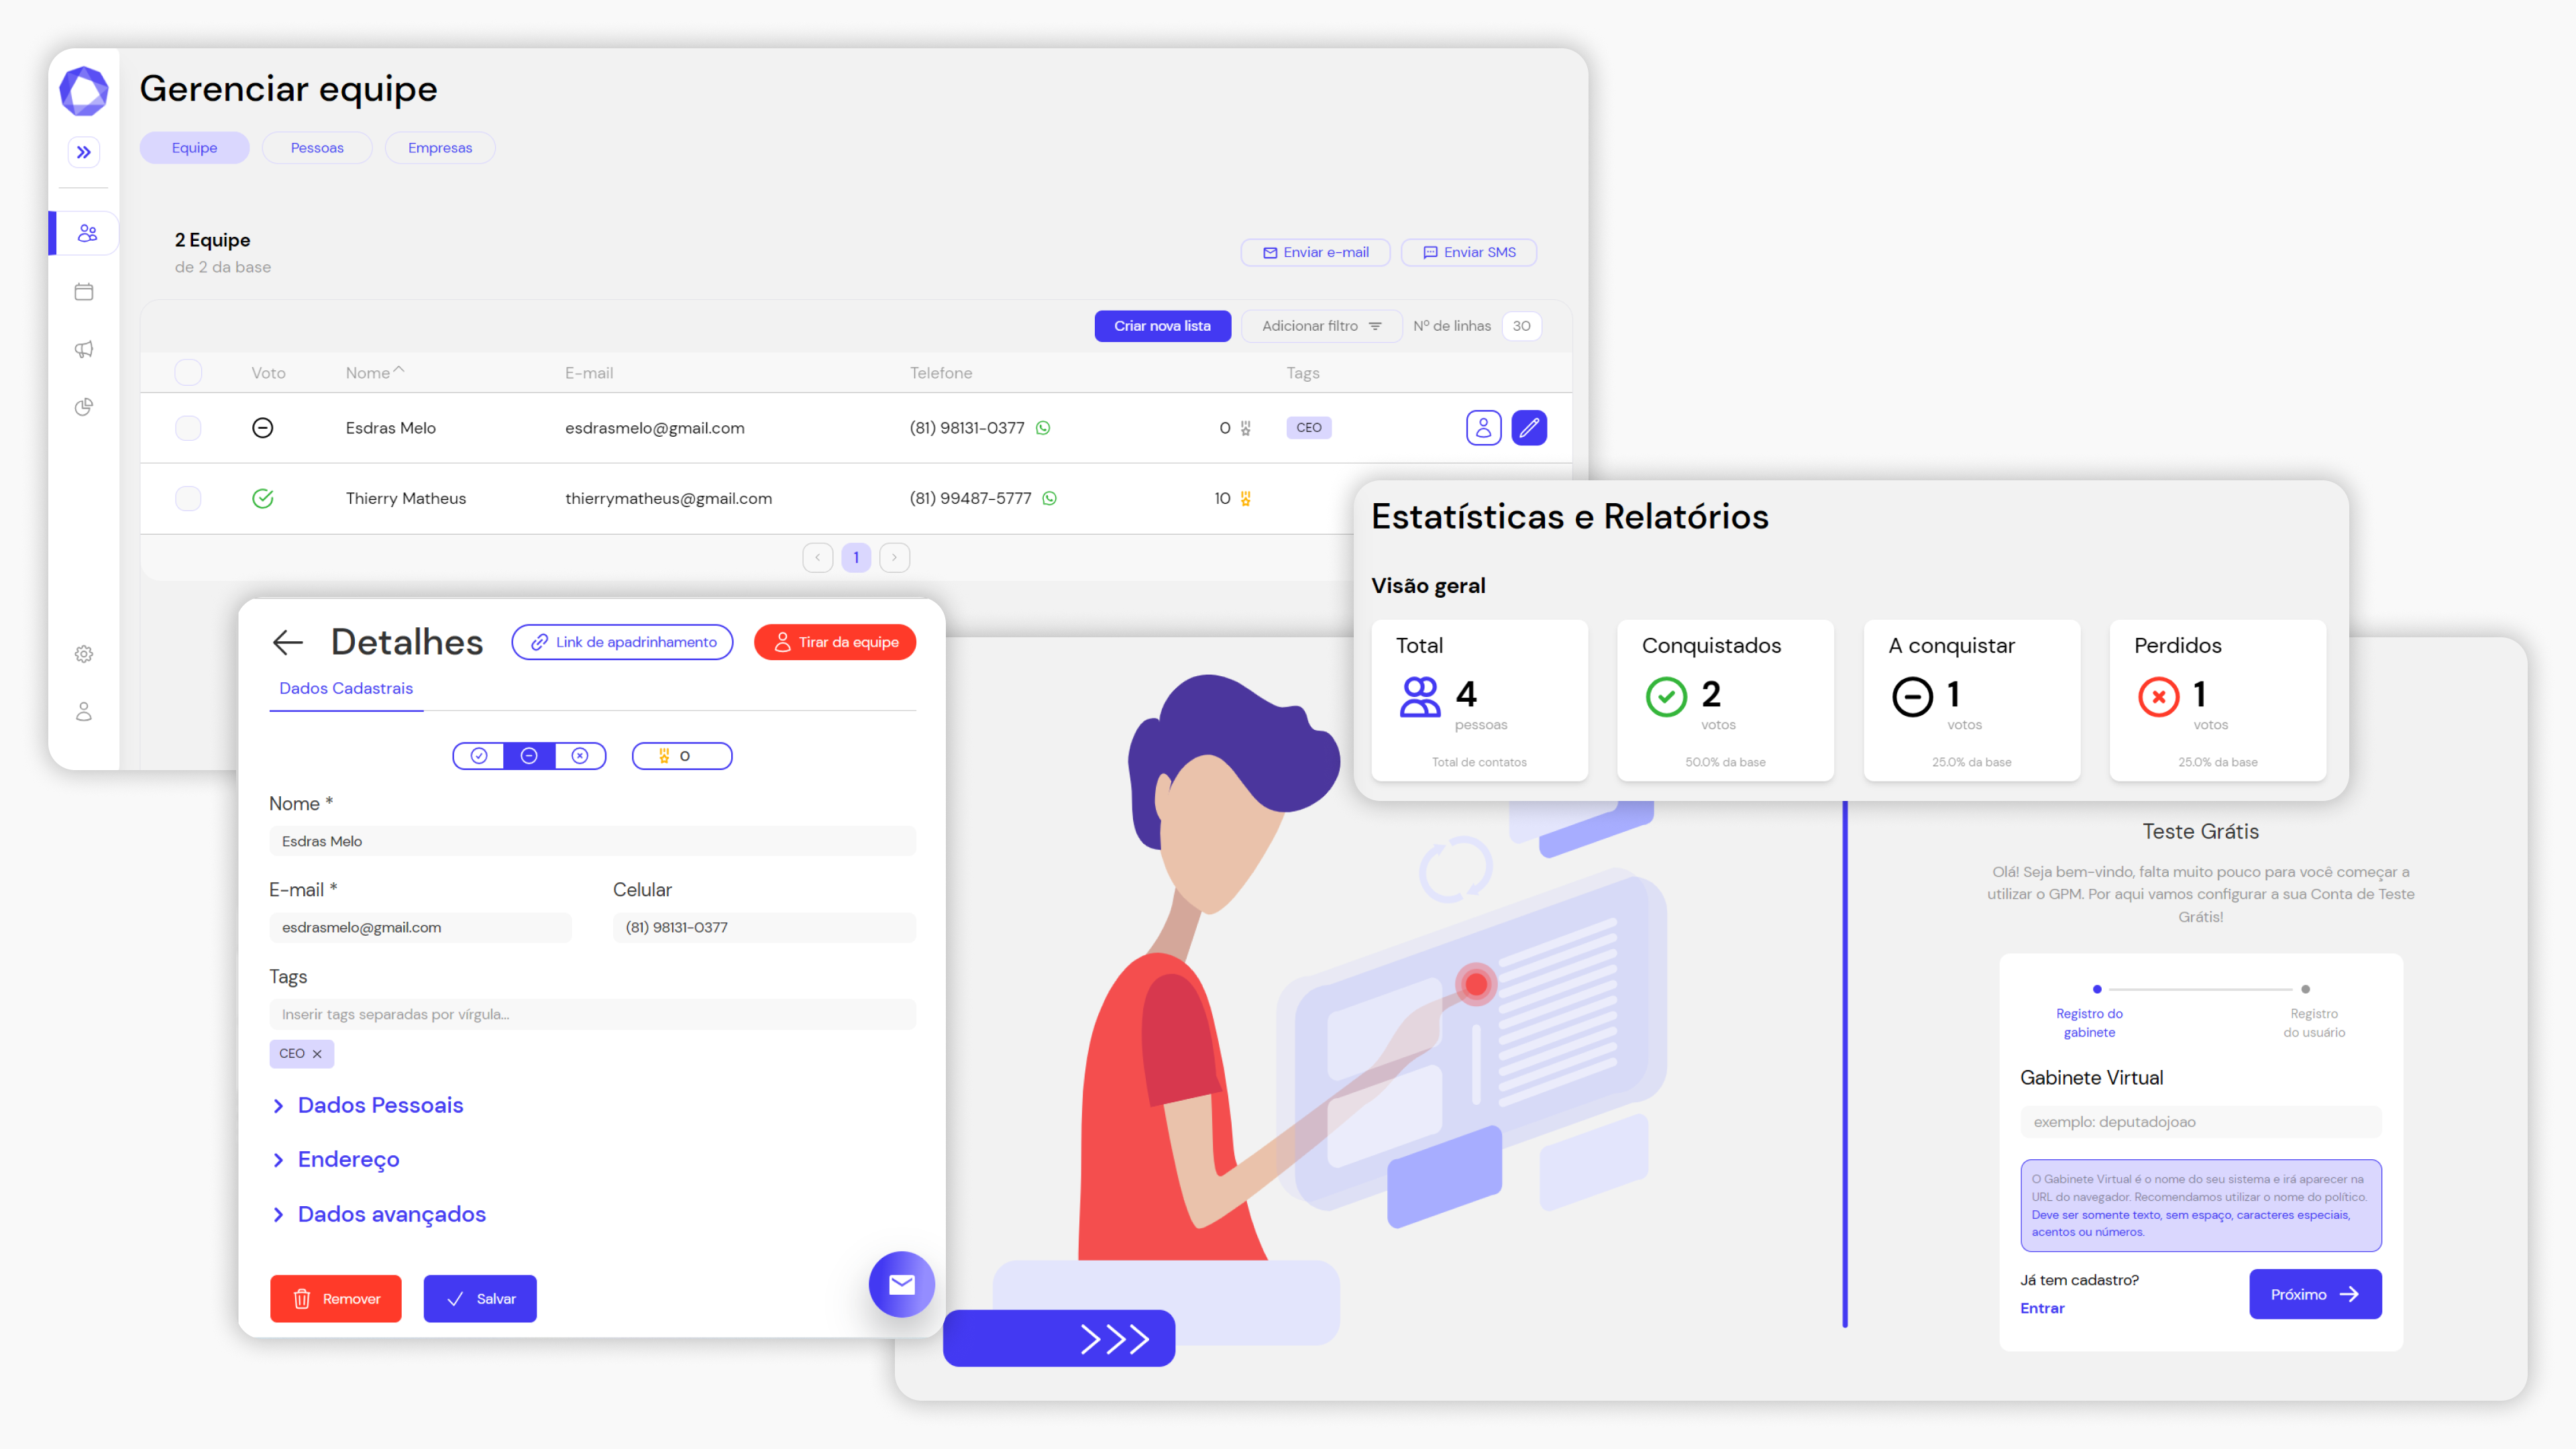 Gerenciar equipe
Equipe
Pessoas
Empresas
2 Equipe
de 2 da base
Enviar e-mail
Enviar SMS
Criar nova lista
Adicionar filtro
Nº de linhas
30
Voto
Nome
E-mail
Telefone
Tags
Esdras Melo
esdrasmelo@gmail.com
(81) 98131-0377
0
CEO
Thierry Matheus
thierrymatheus@gmail.com
(81) 99487-5777
10
1
Detalhes
Link de apadrinhamento
Tirar da equipe
Dados Cadastrais
0
Nome *
Esdras Melo
E-mail *
Celular
esdrasmelo@gmail.com
(81) 98131-0377
Tags
Inserir tags separadas por vírgula...
CEO
Dados Pessoais
Endereço
Dados avançados
Remover
Salvar
Estatísticas e Relatórios
Visão geral
Total
4
pessoas
Total de contatos
Conquistados
2
votos
50.0% da base
A conquistar
1
votos
25.0% da base
Perdidos
1
votos
25.0% da base
Teste Grátis
Olá! Seja bem-vindo, falta muito pouco para você começar a
utilizar o GPM. Por aqui vamos configurar a sua Conta de Teste
Grátis!
Registro do
gabinete
Registro
do usuário
Gabinete Virtual
exemplo: deputadojoao
O Gabinete Virtual é o nome do seu sistema e irá aparecer na
URL do navegador. Recomendamos utilizar o nome do político.
Deve ser somente texto, sem espaço, caracteres especiais,
acentos ou números.
Já tem cadastro?
Entrar
Próximo